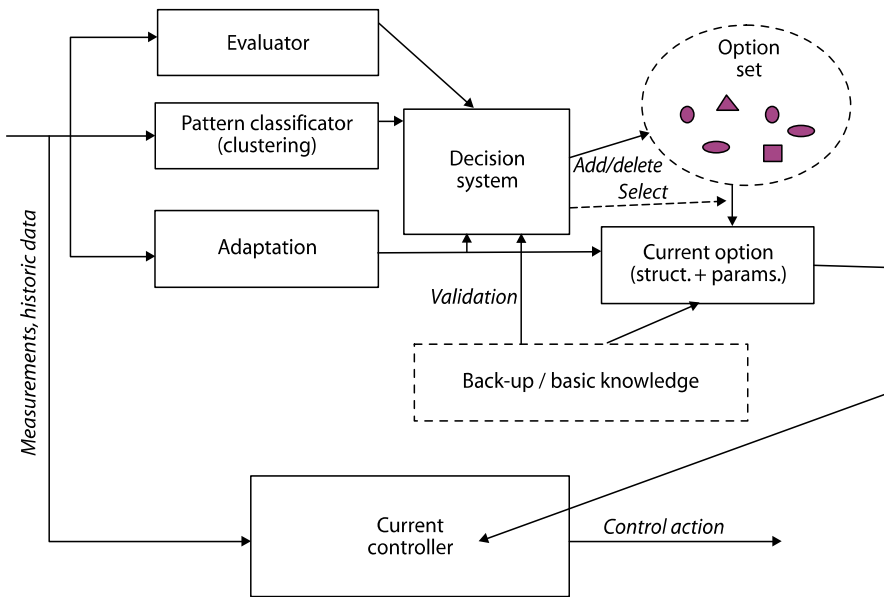 Evaluator
Option
set
Pattern classificator
(clustering)
Decision
system
Add/delete
Select
Adaptation
Current option
(struct. + params.)
Measurements, historic data
Validation
Back-up / basic knowledge
Current
controller
Control action